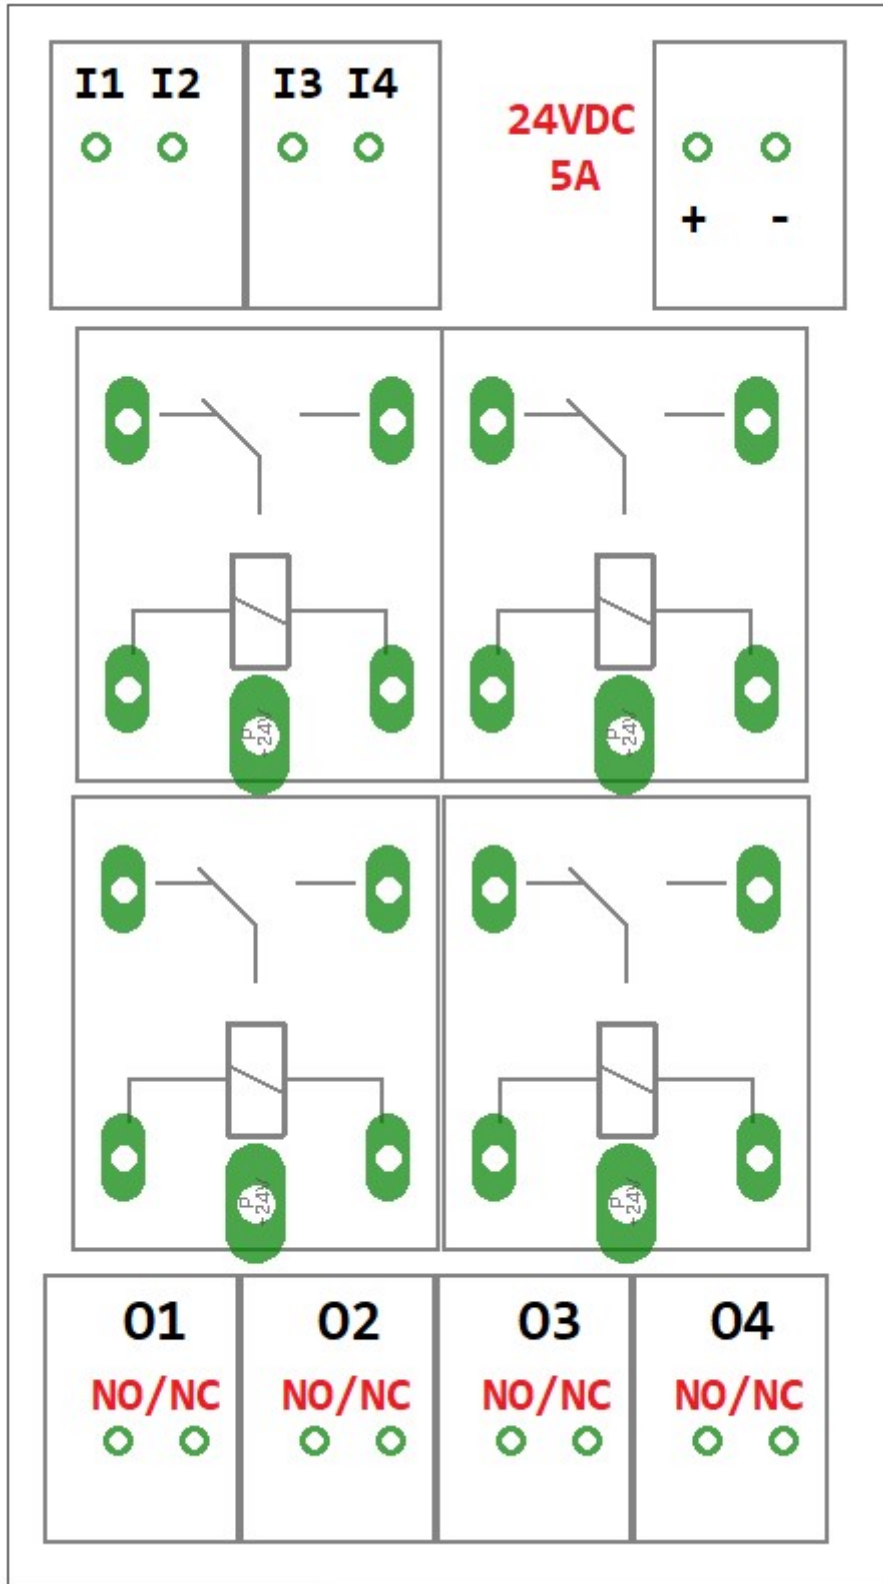 I1 I2
I3 I4
24VDC
5A
+ -
P
+24V
P
+24V
P
+24V
P
+24V
O1
O2
O3
O4
NO/NC
NO/NC
NO/NC
NO/NC